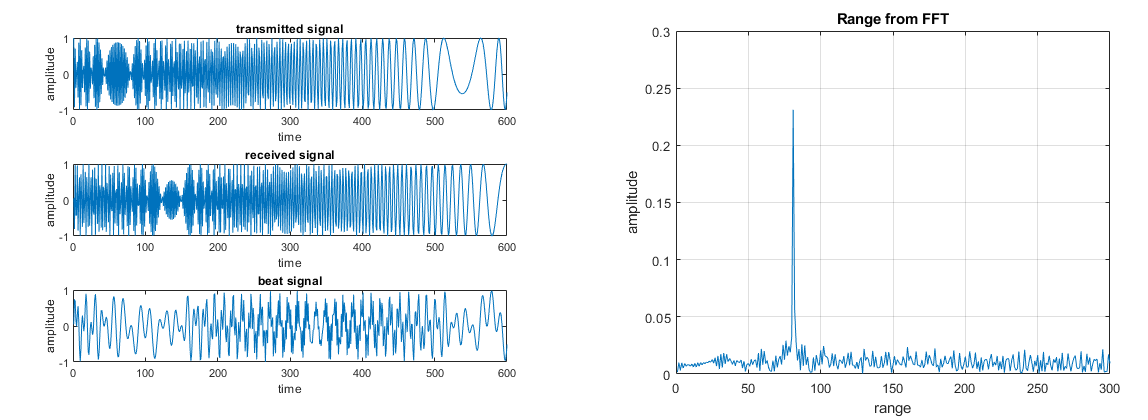 transmitted signal
1
0
-1
amplitude
0 100 200 300 400 500 600
time
received signal
1
0
-1
amplitude
0 100 200 300 400 500 600
time
beat signal
1
0
-1
amplitude
0 100 200 300 400 500 600
time
Range from FFT
0.3
0.25
0.2
0.15
0.1
0.05
0
amplitude
0 50 100 150 200 250 300
range